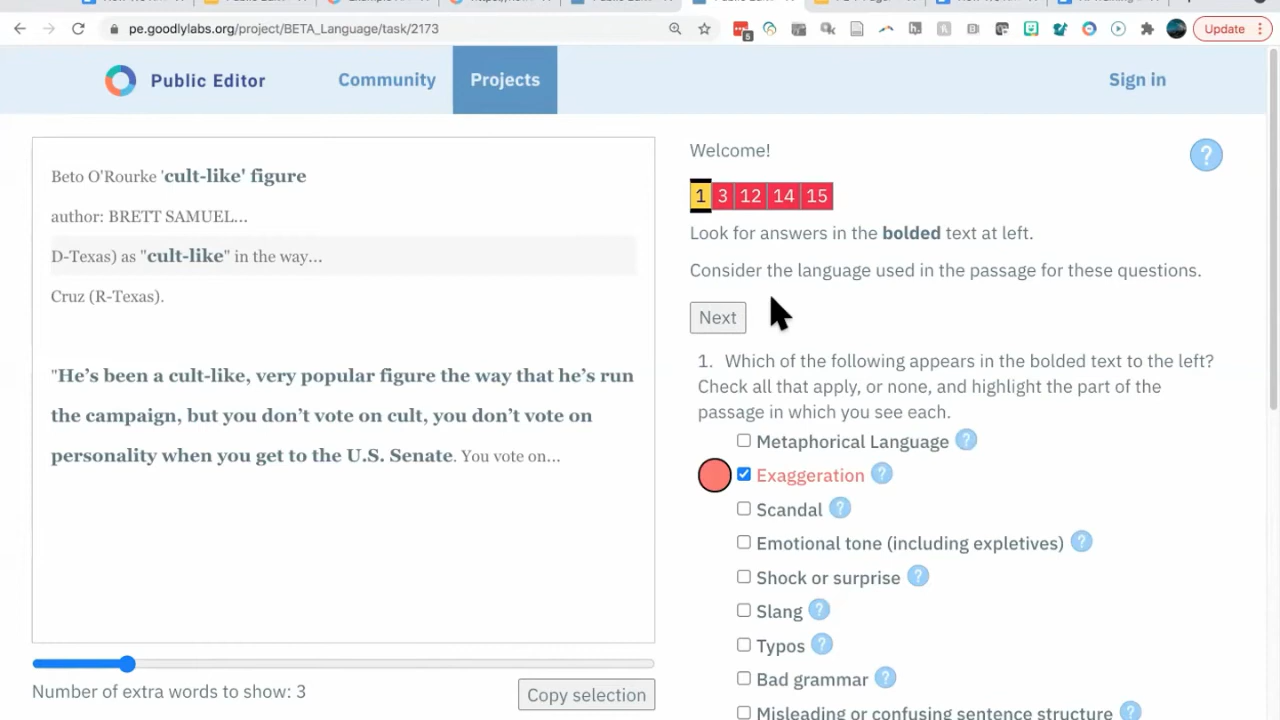 pe.goodlylabs.org/project/BETA_Language/task/2173
5
Update
Public Editor
Community
Projects
Sign in
Beto O'Rourke 'cult-like' figure
author: BRETT SAMUEL...
D-Texas) as "cult-like" in the way...
Cruz (R-Texas).
"He’s been a cult-like, very popular figure the way that he’s run
the campaign, but you don’t vote on cult, you don’t vote on
personality when you get to the U.S. Senate. You vote on...
Number of extra words to show: 3
Copy selection
Welcome!
?
1 3 12 14 15
Look for answers in the bolded text at left.
Consider the language used in the passage for these questions.
Next
1. Which of the following appears in the bolded text to the left?
Check all that apply, or none, and highlight the part of the
passage in which you see each.
Metaphorical Language ?
Exaggeration ?
Scandal ?
Emotional tone (including expletives) ?
Shock or surprise ?
Slang ?
Typos ?
Bad grammar ?
Misleading or confusing sentence structure ?